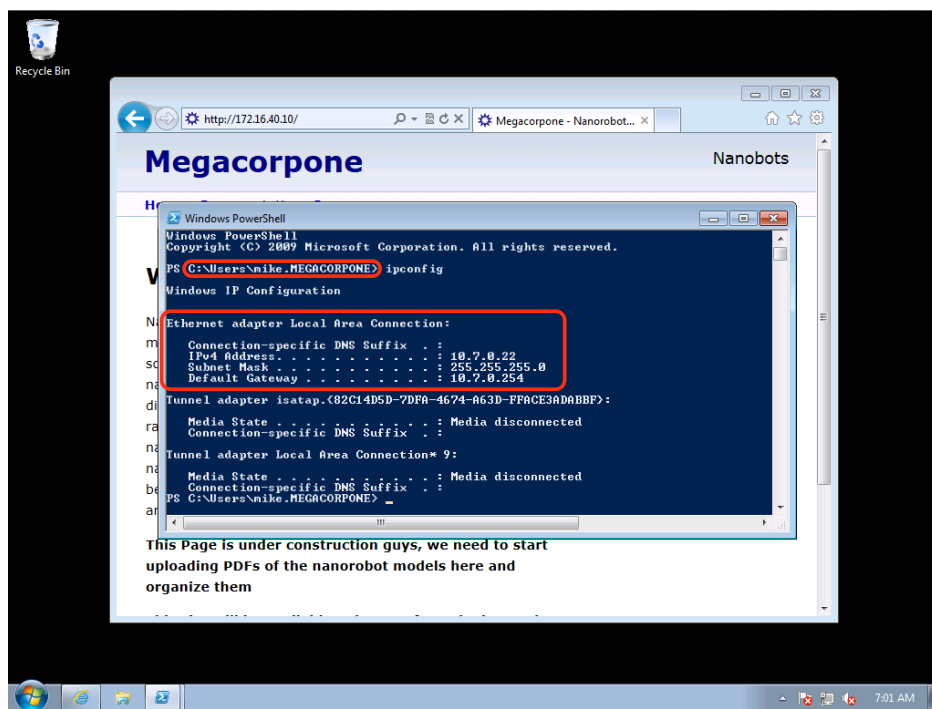 Recycle Bin
http://172.16.40.10/
Megacorpone - Nanorobot...
Megacorpone
Nanobots
Windows PowerShell
Windows PowerShell
Copyright (C) 2009 Microsoft Corporation. All rights reserved.
PS C:\Users\mike.MEGACORPONE> ipconfig
Windows IP Configuration
Ethernet adapter Local Area Connection:
Connection-specific DNS Suffix . :
IPv4 Address. . . . . . . . . . . : 10.7.0.22
Subnet Mask . . . . . . . . . . . : 255.255.255.0
Default Gateway . . . . . . . . . : 10.7.0.254
Tunnel adapter isatap.{82C14D5D-7DFA-4674-A63D-FFACE3ADABBF}:
Media State . . . . . . . . . . . : Media disconnected
Connection-specific DNS Suffix . :
Tunnel adapter Local Area Connection* 9:
Media State . . . . . . . . . . . : Media disconnected
Connection-specific DNS Suffix . :
PS C:\Users\mike.MEGACORPONE> _
This Page is under construction guys, we need to start
uploading PDFs of the nanorobot models here and
organize them
7:01 AM